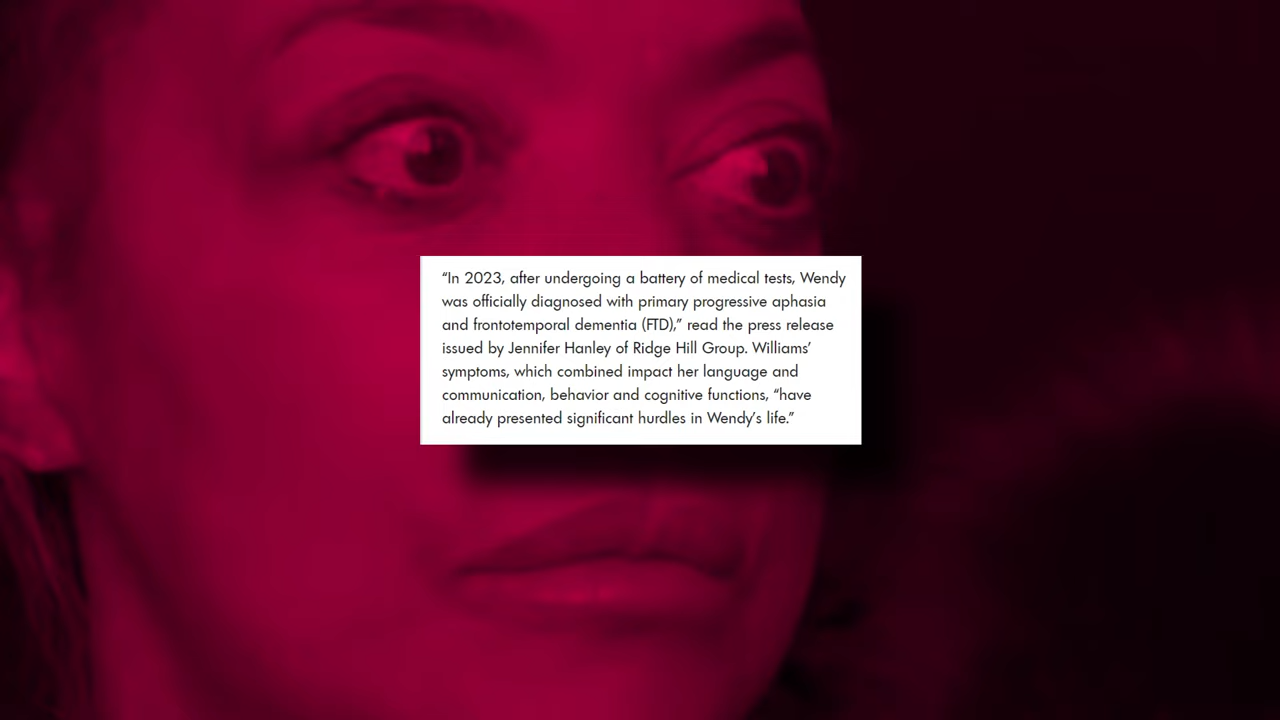 “In 2023, after undergoing a battery of medical tests, Wendy
was officially diagnosed with primary progressive aphasia
and frontotemporal dementia (FTD),” read the press release
issued by Jennifer Hanley of Ridge Hill Group. Williams’
symptoms, which combined impact her language and
communication, behavior and cognitive functions, “have
already presented significant hurdles in Wendy’s life.”